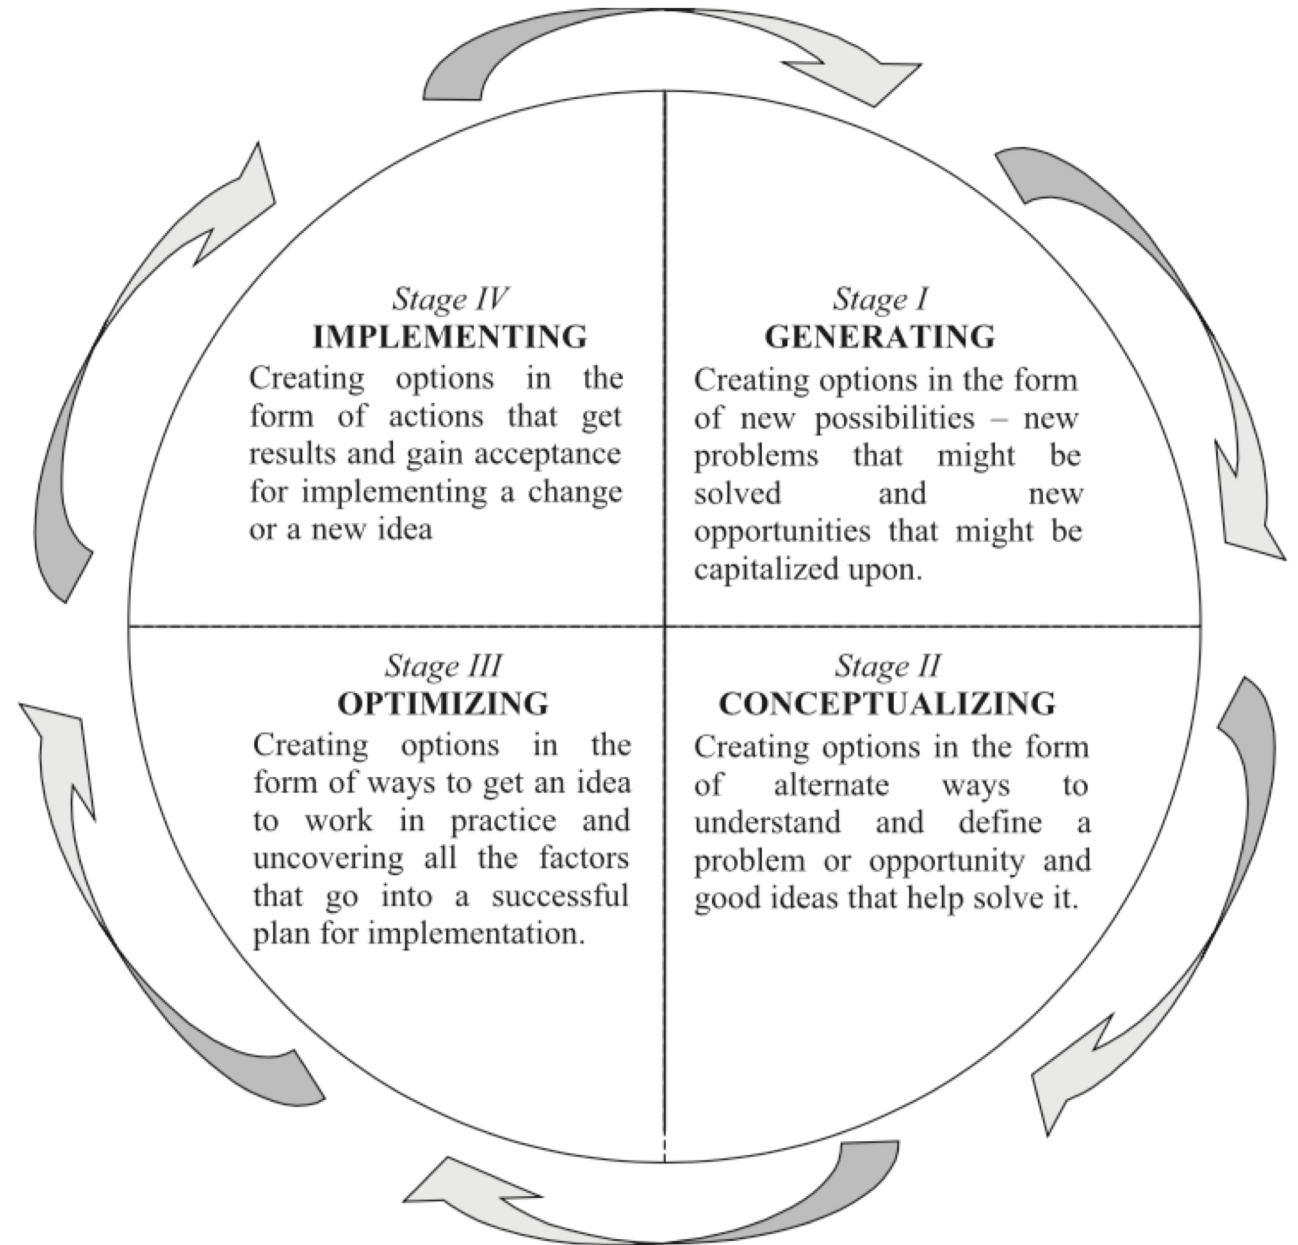 Stage IV
IMPLEMENTING
Creating options in the
form of actions that get
results and gain acceptance
for implementing a change
or a new idea
Stage I
GENERATING
Creating options in the form
of new possibilities – new
problems that might be
solved and new
opportunities that might be
capitalized upon.
Stage III
OPTIMIZING
Creating options in the
form of ways to get an idea
to work in practice and
uncovering all the factors
that go into a successful
plan for implementation.
Stage II
CONCEPTUALIZING
Creating options in the form
of alternate ways to
understand and define a
problem or opportunity and
good ideas that help solve it.